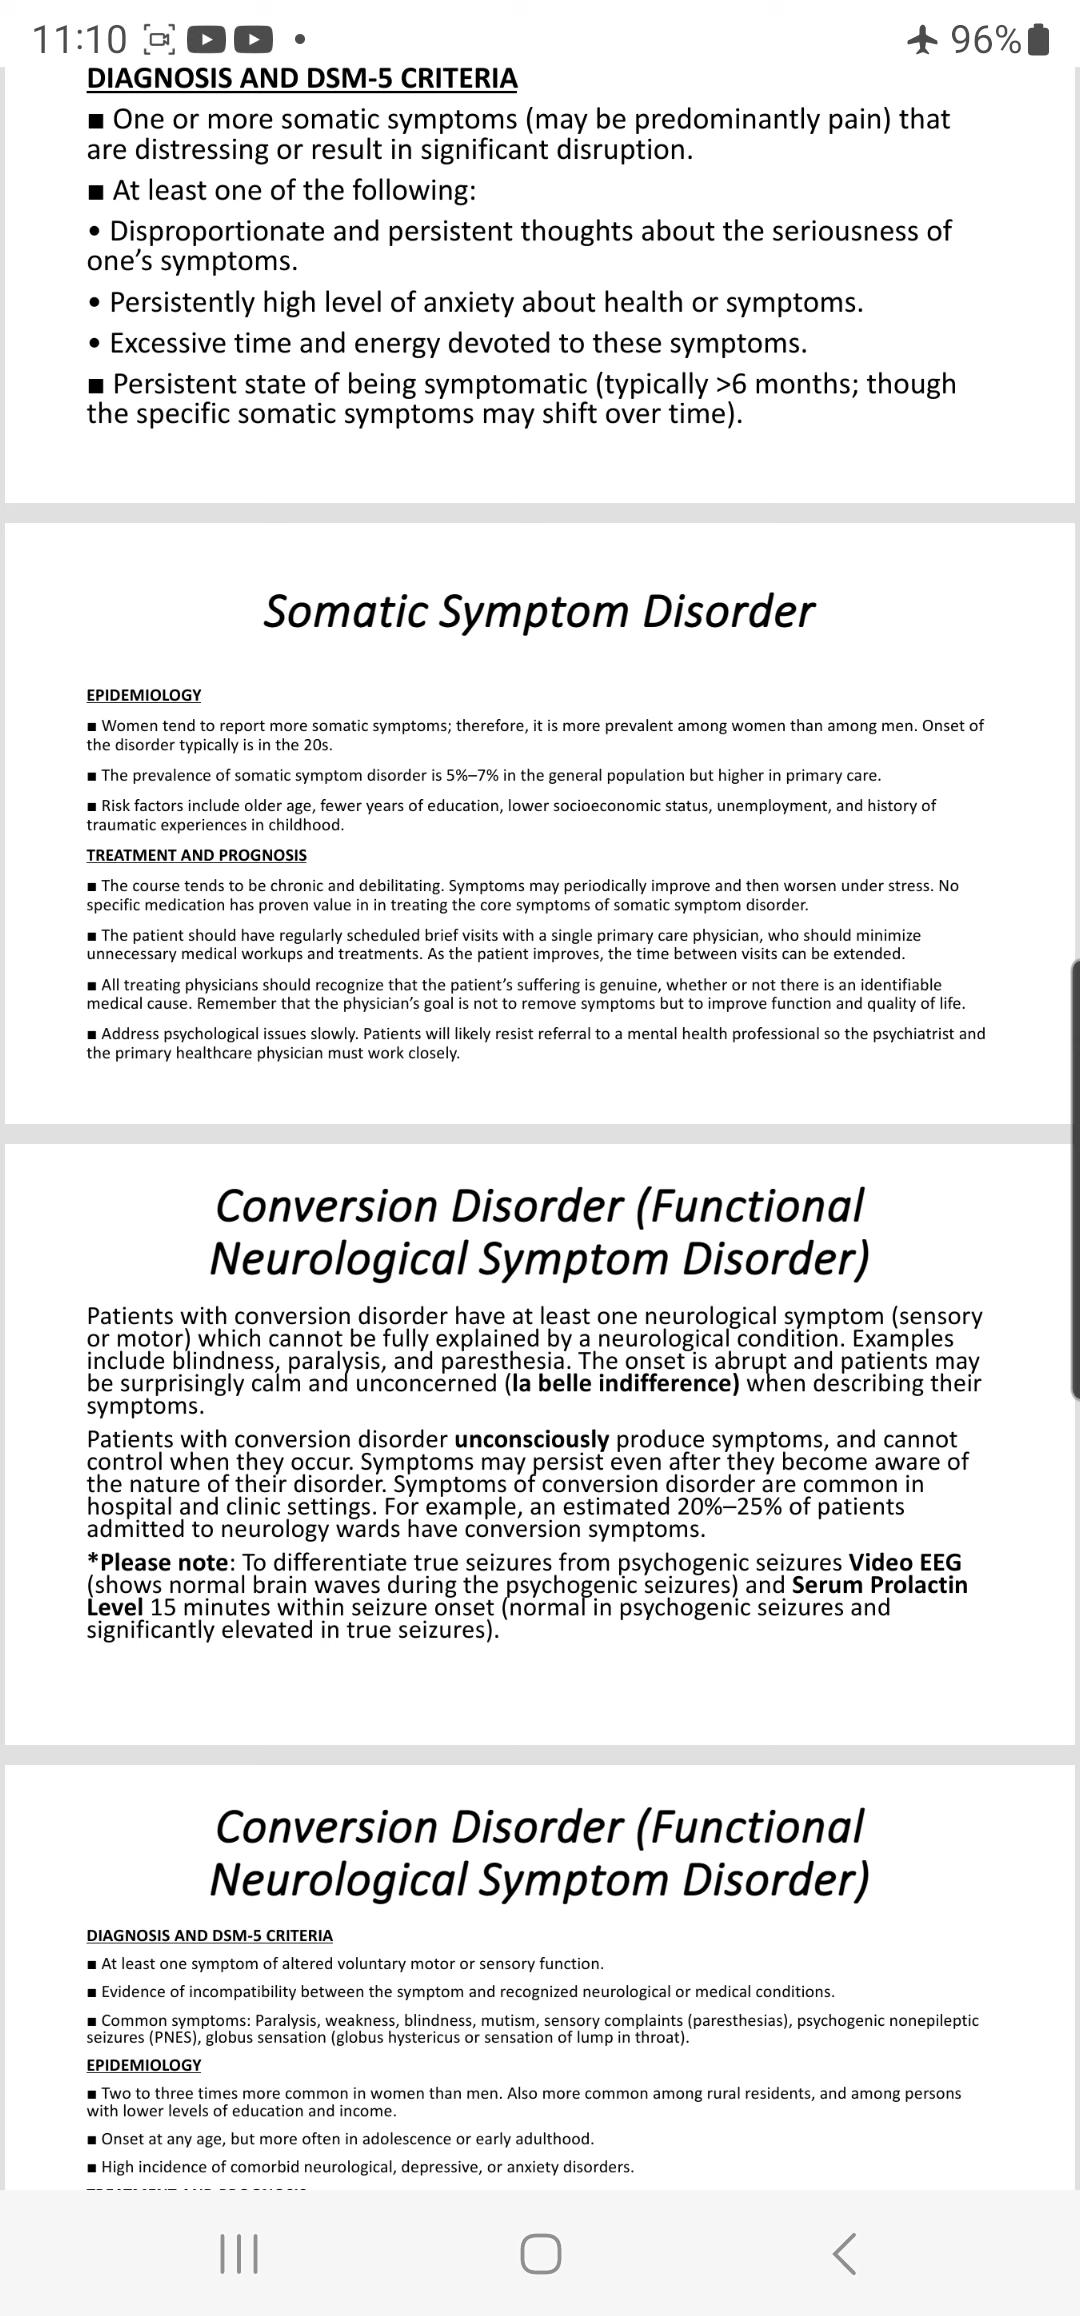 11:10
96%
DIAGNOSIS AND DSM-5 CRITERIA
■ One or more somatic symptoms (may be predominantly pain) that
are distressing or result in significant disruption.
■ At least one of the following:
• Disproportionate and persistent thoughts about the seriousness of
one’s symptoms.
• Persistently high level of anxiety about health or symptoms.
• Excessive time and energy devoted to these symptoms.
■ Persistent state of being symptomatic (typically >6 months; though
the specific somatic symptoms may shift over time).
Somatic Symptom Disorder
EPIDEMIOLOGY
■ Women tend to report more somatic symptoms; therefore, it is more prevalent among women than among men. Onset of
the disorder typically is in the 20s.
■ The prevalence of somatic symptom disorder is 5%–7% in the general population but higher in primary care.
■ Risk factors include older age, fewer years of education, lower socioeconomic status, unemployment, and history of
traumatic experiences in childhood.
TREATMENT AND PROGNOSIS
■ The course tends to be chronic and debilitating. Symptoms may periodically improve and then worsen under stress. No
specific medication has proven value in in treating the core symptoms of somatic symptom disorder.
■ The patient should have regularly scheduled brief visits with a single primary care physician, who should minimize
unnecessary medical workups and treatments. As the patient improves, the time between visits can be extended.
■ All treating physicians should recognize that the patient’s suffering is genuine, whether or not there is an identifiable
medical cause. Remember that the physician’s goal is not to remove symptoms but to improve function and quality of life.
■ Address psychological issues slowly. Patients will likely resist referral to a mental health professional so the psychiatrist and
the primary healthcare physician must work closely.
Conversion Disorder (Functional
Neurological Symptom Disorder)
Patients with conversion disorder have at least one neurological symptom (sensory
or motor) which cannot be fully explained by a neurological condition. Examples
include blindness, paralysis, and paresthesia. The onset is abrupt and patients may
be surprisingly calm and unconcerned (la belle indifference) when describing their
symptoms.
Patients with conversion disorder unconsciously produce symptoms, and cannot
control when they occur. Symptoms may persist even after they become aware of
the nature of their disorder. Symptoms of conversion disorder are common in
hospital and clinic settings. For example, an estimated 20%–25% of patients
admitted to neurology wards have conversion symptoms.
*Please note: To differentiate true seizures from psychogenic seizures Video EEG
(shows normal brain waves during the psychogenic seizures) and Serum Prolactin
Level 15 minutes within seizure onset (normal in psychogenic seizures and
significantly elevated in true seizures).
Conversion Disorder (Functional
Neurological Symptom Disorder)
DIAGNOSIS AND DSM-5 CRITERIA
■ At least one symptom of altered voluntary motor or sensory function.
■ Evidence of incompatibility between the symptom and recognized neurological or medical conditions.
■ Common symptoms: Paralysis, weakness, blindness, mutism, sensory complaints (paresthesias), psychogenic nonepileptic
seizures (PNES), globus sensation (globus hystericus or sensation of lump in throat).
EPIDEMIOLOGY
■ Two to three times more common in women than men. Also more common among rural residents, and among persons
with lower levels of education and income.
■ Onset at any age, but more often in adolescence or early adulthood.
■ High incidence of comorbid neurological, depressive, or anxiety disorders.